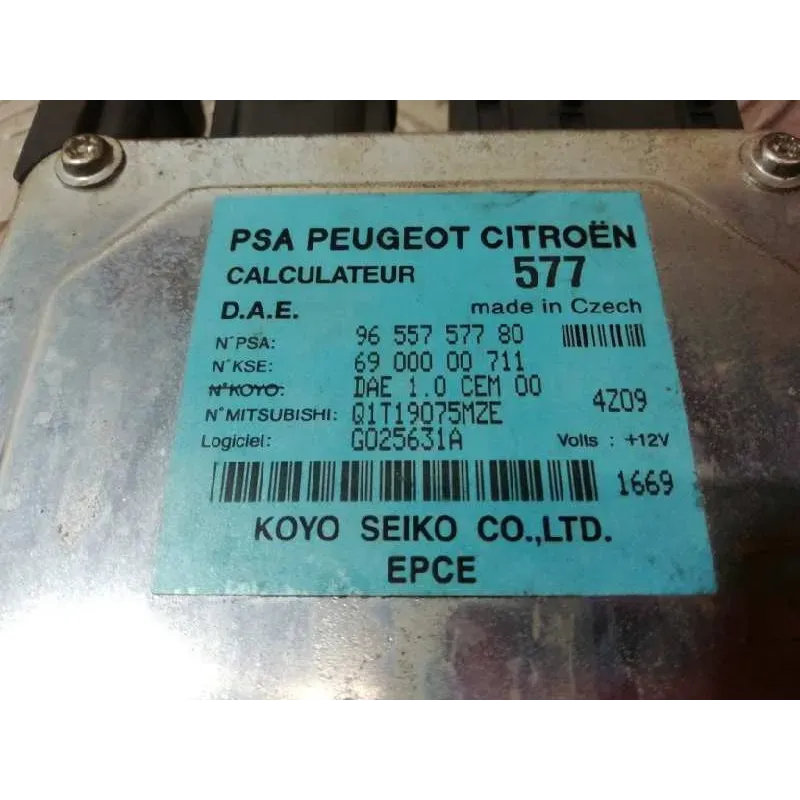 PSA PEUGEOT CITROËN
CALCULATEUR 577
D.A.E. made in Czech
N°PSA: 96 557 577 80
N°KSE: 69 000 00 711
N°KOYO: DAE 1.0 CEM 00
N°MITSUBISHI: Q1T19075MZE 4Z09
Logiciel: G025631A Volts : +12V
1669
KOYO SEIKO CO.,LTD.
EPCE